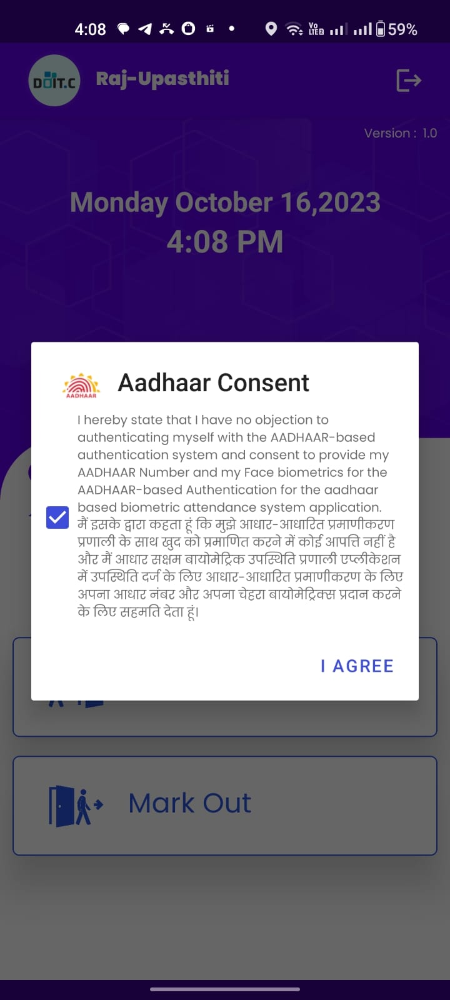 4:08
Vo
LTE2
59%
DOIT.C
Raj-Upasthiti
Version : 1.0
Monday October 16,2023
4:08 PM
AADHAAR
Aadhaar Consent
I hereby state that I have no objection to
authenticating myself with the AADHAAR-based
authentication system and consent to provide my
AADHAAR Number and my Face biometrics for the
AADHAAR-based Authentication for the aadhaar
based biometric attendance system application.
मैं इसके द्वारा कहता हूं कि मुझे आधार-आधारित प्रमाणीकरण
प्रणाली के साथ खुद को प्रमाणित करने में कोई आपत्ति नहीं है
और मैं आधार सक्षम बायोमेट्रिक उपस्थिति प्रणाली एप्लीकेशन
में उपस्थिति दर्ज के लिए आधार-आधारित प्रमाणीकरण के लिए
अपना आधार नंबर और अपना चेहरा बायोमेट्रिक्स प्रदान करने
के लिए सहमति देता हूं।
I AGREE
Mark Out